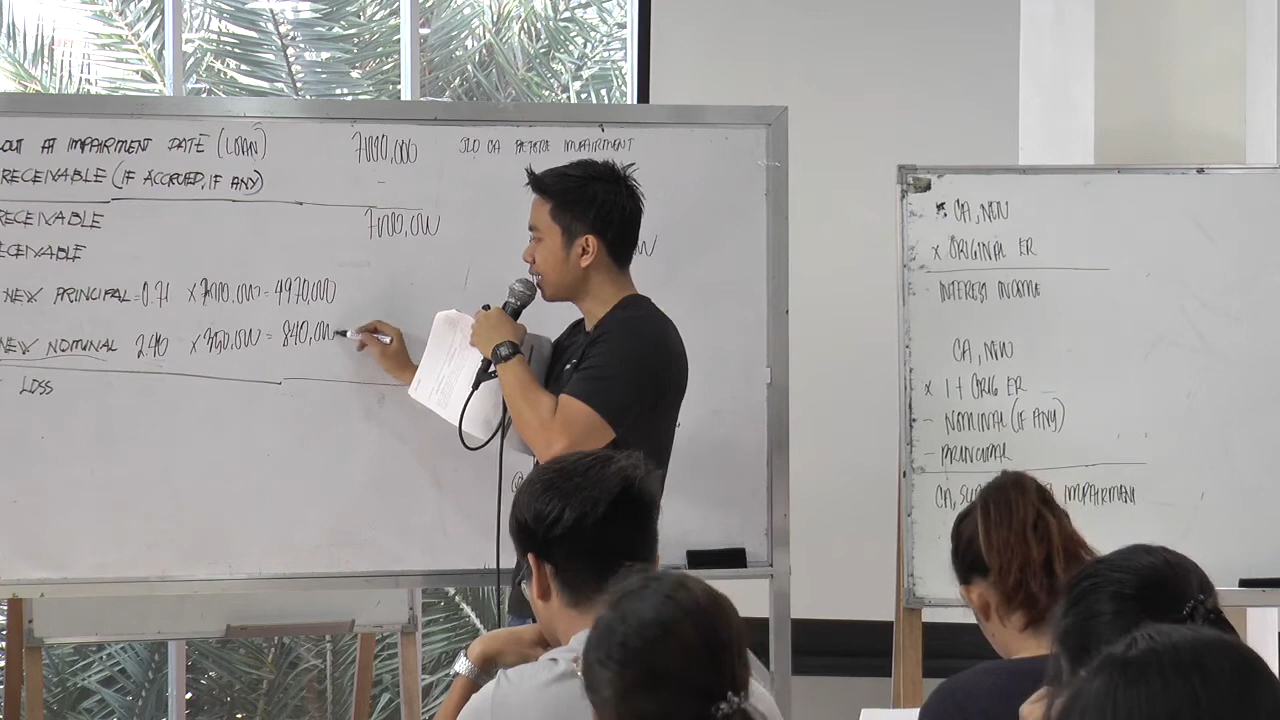 OUT AT IMPAIRMENT DATE (LOAN) 7000,000 CA BEFORE IMPAIRMENT
RECEIVABLE (IF ACCRUED, IF ANY) -
RECEIVABLE 7000,000
CEIVABLE
NEW PRINCIPAL = 0.71 x 7000,000 = 4970,000
NEW NOMINAL 2.40 x 350,000 = 840,000
LOSS
CA, NEW
x ORIGINAL ER
INTEREST INCOME
CA, NEW
x 1 + ORIG ER
- NOMINAL (IF ANY)
- PRINCIPAL
CA, IMPAIRMENT